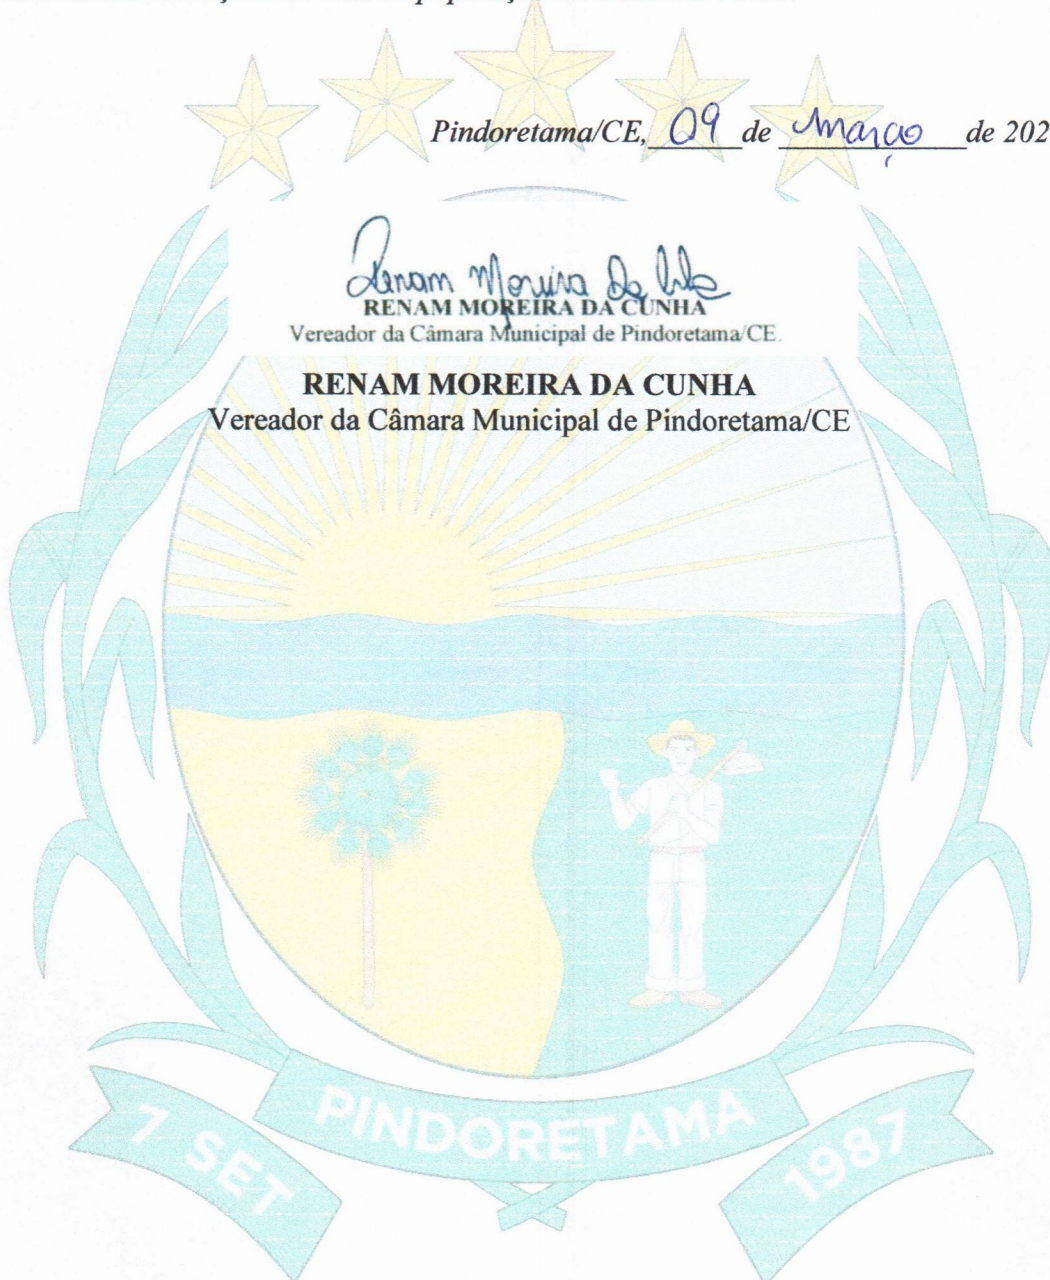 Pindoretama/CE, 09 de Março de 202
Renam Moreira Da
RENAM MOREIRA DA CUNHA
Vereador da Câmara Municipal de Pindoretama/CE.
RENAM MOREIRA DA CUNHA
Vereador da Câmara Municipal de Pindoretama/CE
7 SET
PINDORETAMA
1987